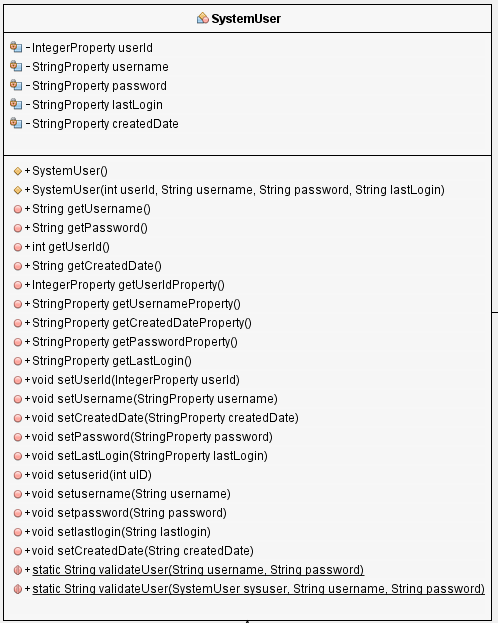 SystemUser
- IntegerProperty userId
- StringProperty username
- StringProperty password
- StringProperty lastLogin
- StringProperty createdDate
+ SystemUser()
+ SystemUser(int userId, String username, String password, String lastLogin)
+ String getUsername()
+ String getPassword()
+ int getUserId()
+ String getCreatedDate()
+ IntegerProperty getUserIdProperty()
+ StringProperty getUsernameProperty()
+ StringProperty getCreatedDateProperty()
+ StringProperty getPasswordProperty()
+ StringProperty getLastLogin()
+ void setUserId(IntegerProperty userId)
+ void setUsername(StringProperty username)
+ void setCreatedDate(StringProperty createdDate)
+ void setPassword(StringProperty password)
+ void setLastLogin(StringProperty lastLogin)
+ void setuserid(int uID)
+ void setusername(String username)
+ void setpassword(String password)
+ void setlastlogin(String lastlogin)
+ void setCreatedDate(String createdDate)
+ static String validateUser(String username, String password)
+ static String validateUser(SystemUser sysuser, String username, String password)